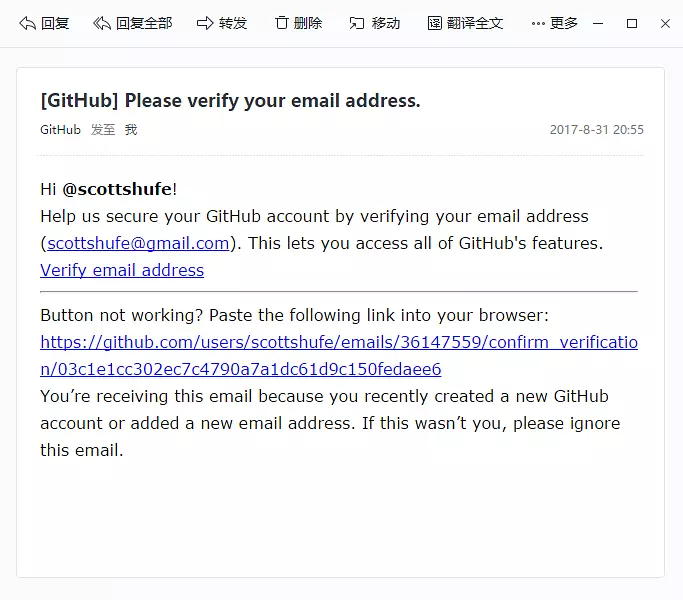 回复 回复全部 转发 删除 移动 翻译全文 更多
[GitHub] Please verify your email address.
GitHub 发至 我 2017-8-31 20:55
Hi @scottshufe!
Help us secure your GitHub account by verifying your email address
(scottshufe@gmail.com). This lets you access all of GitHub's features.
Verify email address
Button not working? Paste the following link into your browser:
https://github.com/users/scottshufe/emails/36147559/confirm_verificatio
n/03c1e1cc302ec7c4790a7a1dc61d9c150fedaee6
You’re receiving this email because you recently created a new GitHub
account or added a new email address. If this wasn’t you, please ignore
this email.